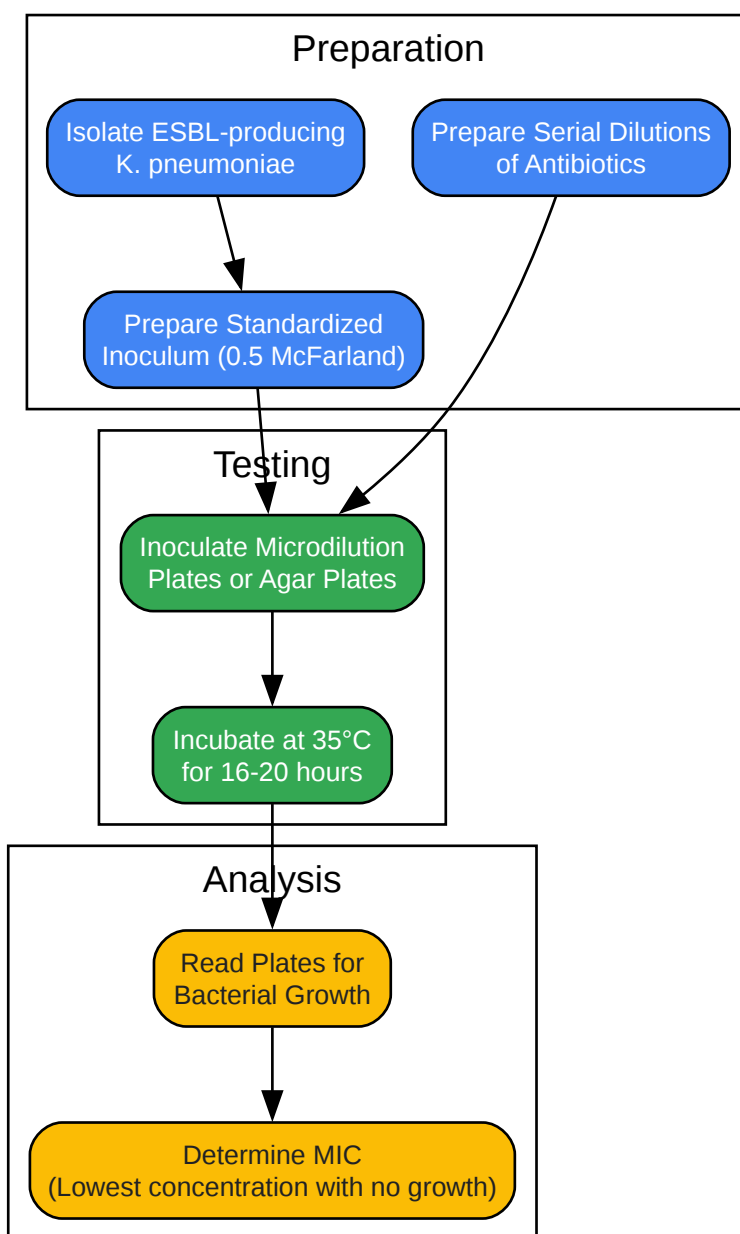 Preparation
Isolate ESBL-producing
K. pneumoniae
Prepare Serial Dilutions
of Antibiotics
Prepare Standardized
Inoculum (0.5 McFarland)
Testing
Inoculate Microdilution
Plates or Agar Plates
Incubate at 35°C
for 16-20 hours
Analysis
Read Plates for
Bacterial Growth
Determine MIC
(Lowest concentration with no growth)